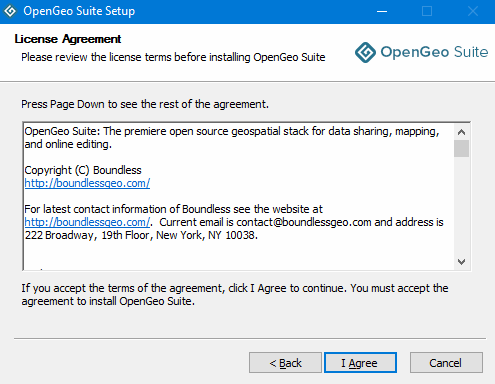 OpenGeo Suite Setup
License Agreement
Please review the license terms before installing OpenGeo Suite
OpenGeo Suite
Press Page Down to see the rest of the agreement.
OpenGeo Suite: The premiere open source geospatial stack for data sharing, mapping,
and online editing.
Copyright (C) Boundless
http://boundlessgeo.com/
For latest contact information of Boundless see the website at
http://boundlessgeo.com/.  Current email is contact@boundlessgeo.com and address is
222 Broadway, 19th Floor, New York, NY 10038.
If you accept the terms of the agreement, click I Agree to continue. You must accept the
agreement to install OpenGeo Suite.
< Back
I Agree
Cancel